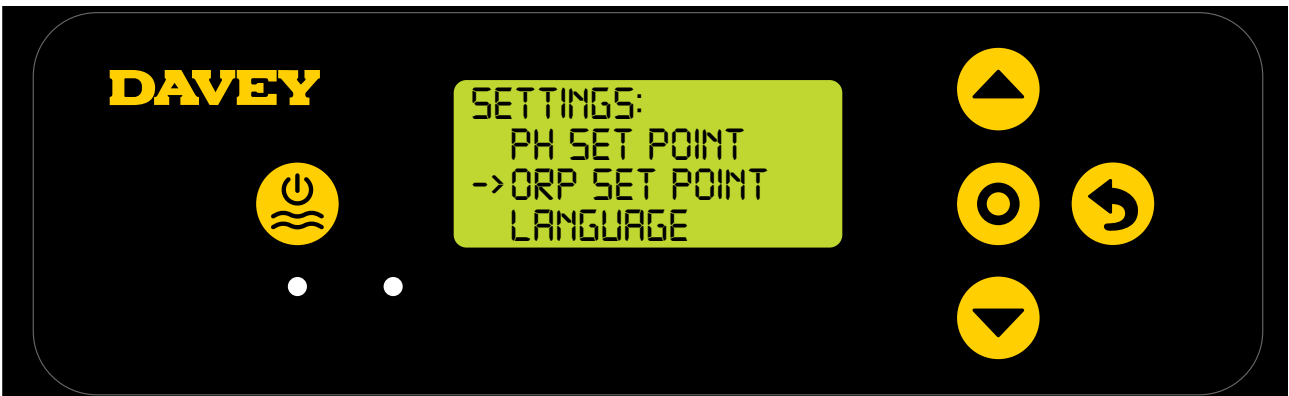 DAVEY
SETTINGS:
PH SET POINT
->ORP SET POINT
LANGUAGE